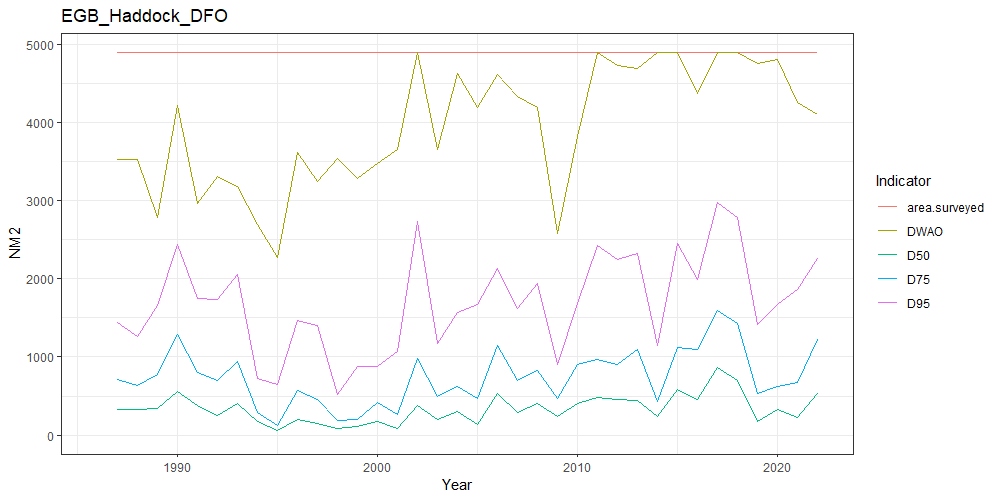 EGB_Haddock_DFO
5000
4000
3000
2000
1000
0
NM2
1990
2000
2010
2020
Year
Indicator
area.surveyed
DWAO
D50
D75
D95